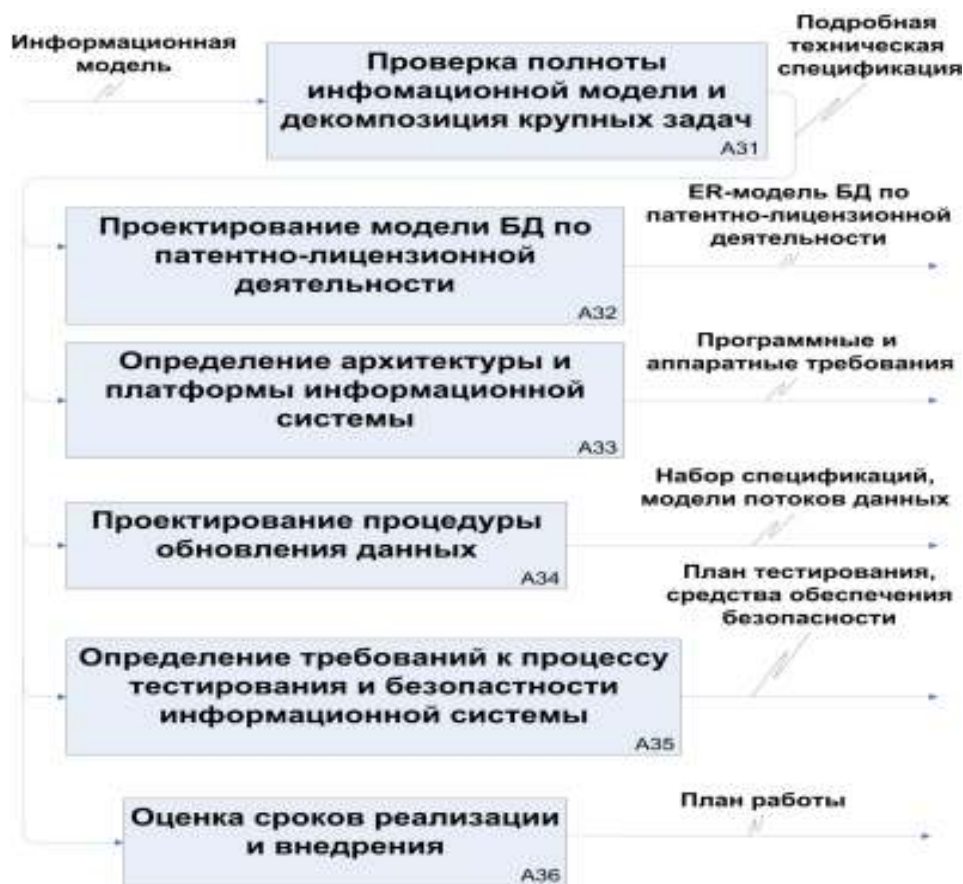 Информационная
модель
Проверка полноты
инфомационной модели и
декомпозиция крупных задач
A31
Подробная
техническая
спецификация
Проектирование модели БД по
патентно-лицензионной
деятельности
A32
ER-модель БД по
патентно-лицензионной
деятельности
Определение архитектуры и
платформы информационной
системы
A33
Программные и
аппаратные требования
Проектирование процедуры
обновления данных
A34
Набор спецификаций,
модели потоков данных
Определение требований к процессу
тестирования и безопастности
информационной системы
A35
План тестирования,
средства обеспечения
безопасности
Оценка сроков реализации
и внедрения
A36
План работы